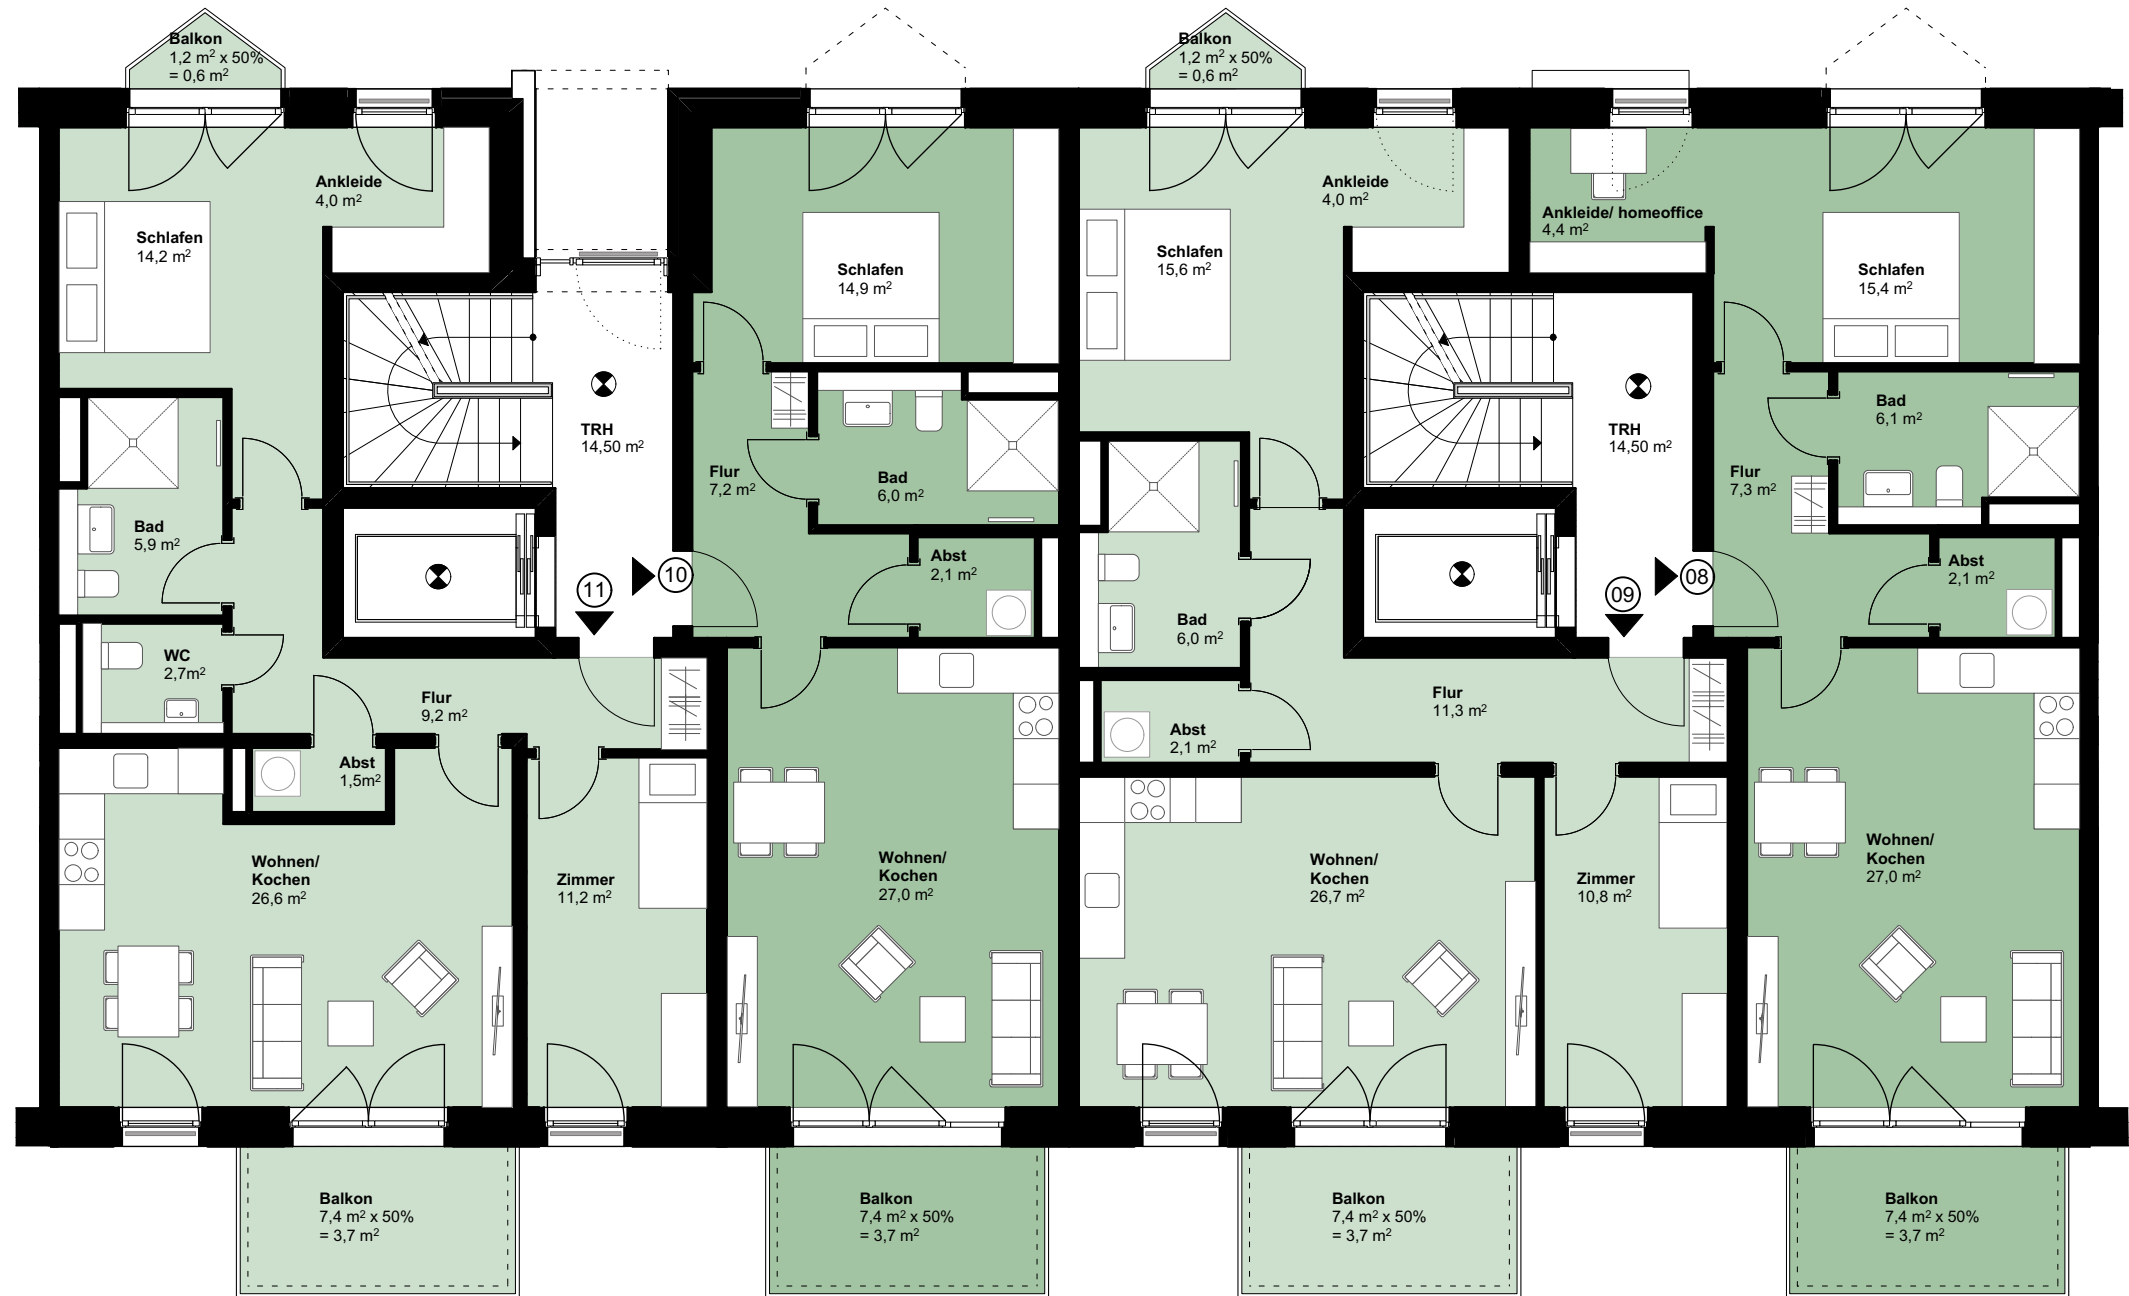 Balkon
1,2 m² x 50%
= 0,6 m²
Balkon
1,2 m² x 50%
= 0,6 m²
Ankleide
4,0 m²
Schlafen
14,2 m²
Schlafen
14,9 m²
Ankleide
4,0 m²
Schlafen
15,6 m²
Ankleide/ homeoffice
4,4 m²
Schlafen
15,4 m²
TRH
14,50 m²
Flur
7,2 m²
Bad
6,0 m²
TRH
14,50 m²
Bad
6,1 m²
Flur
7,3 m²
Bad
5,9 m²
Abst
2,1 m²
11
10
Bad
6,0 m²
09
08
Abst
2,1 m²
WC
2,7m²
Flur
9,2 m²
Flur
11,3 m²
Abst
2,1 m²
Abst
1,5m²
Wohnen/
Kochen
26,6 m²
Zimmer
11,2 m²
Wohnen/
Kochen
27,0 m²
Wohnen/
Kochen
26,7 m²
Zimmer
10,8 m²
Wohnen/
Kochen
27,0 m²
Balkon
7,4 m² x 50%
= 3,7 m²
Balkon
7,4 m² x 50%
= 3,7 m²
Balkon
7,4 m² x 50%
= 3,7 m²
Balkon
7,4 m² x 50%
= 3,7 m²